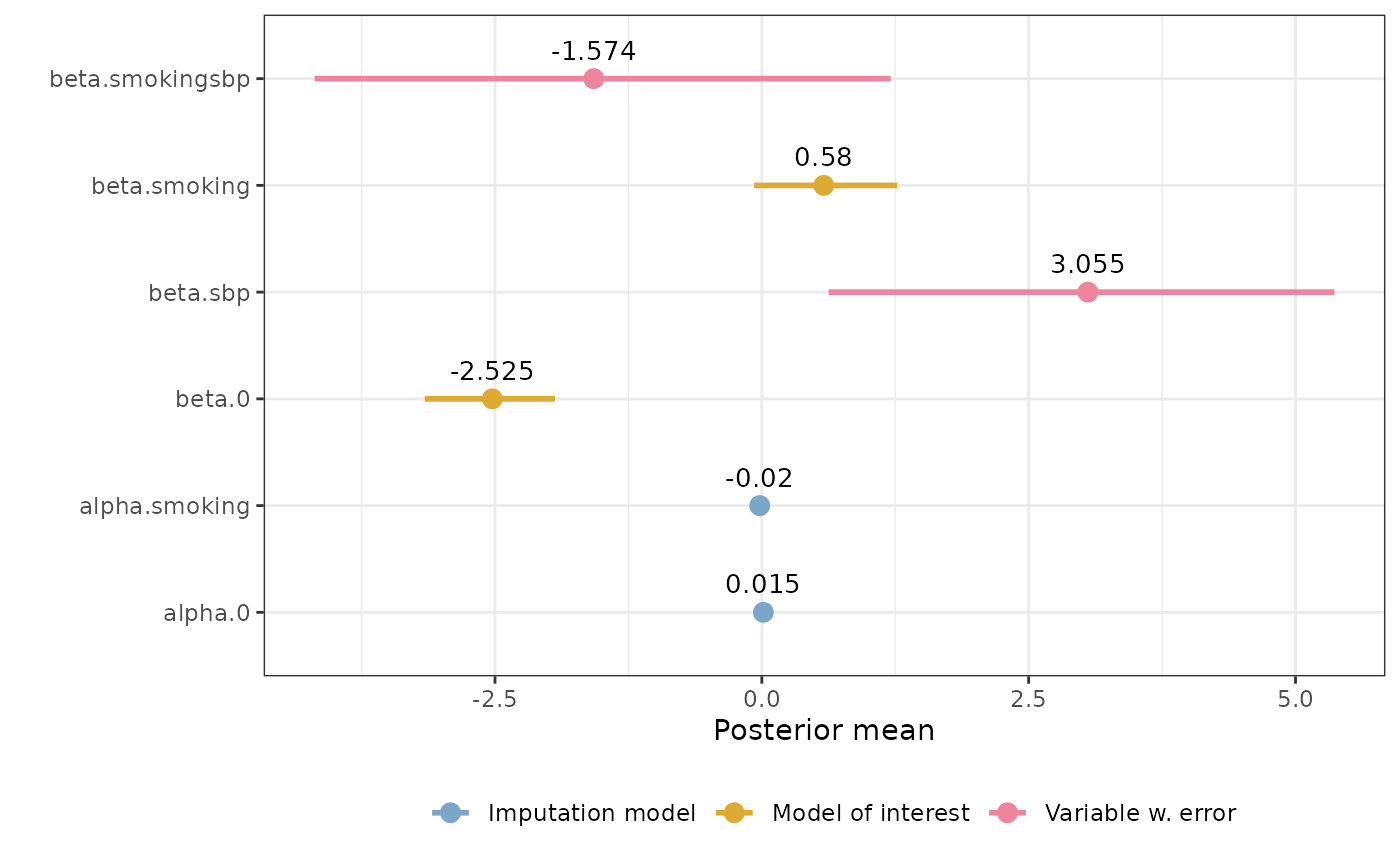 -1.574
beta.smokingsbp
0.58
beta.smoking
3.055
beta.sbp
-2.525
beta.0
-0.02
alpha.smoking
0.015
alpha.0
-2.5 0.0 2.5 5.0
Posterior mean
Imputation model Model of interest Variable w. error